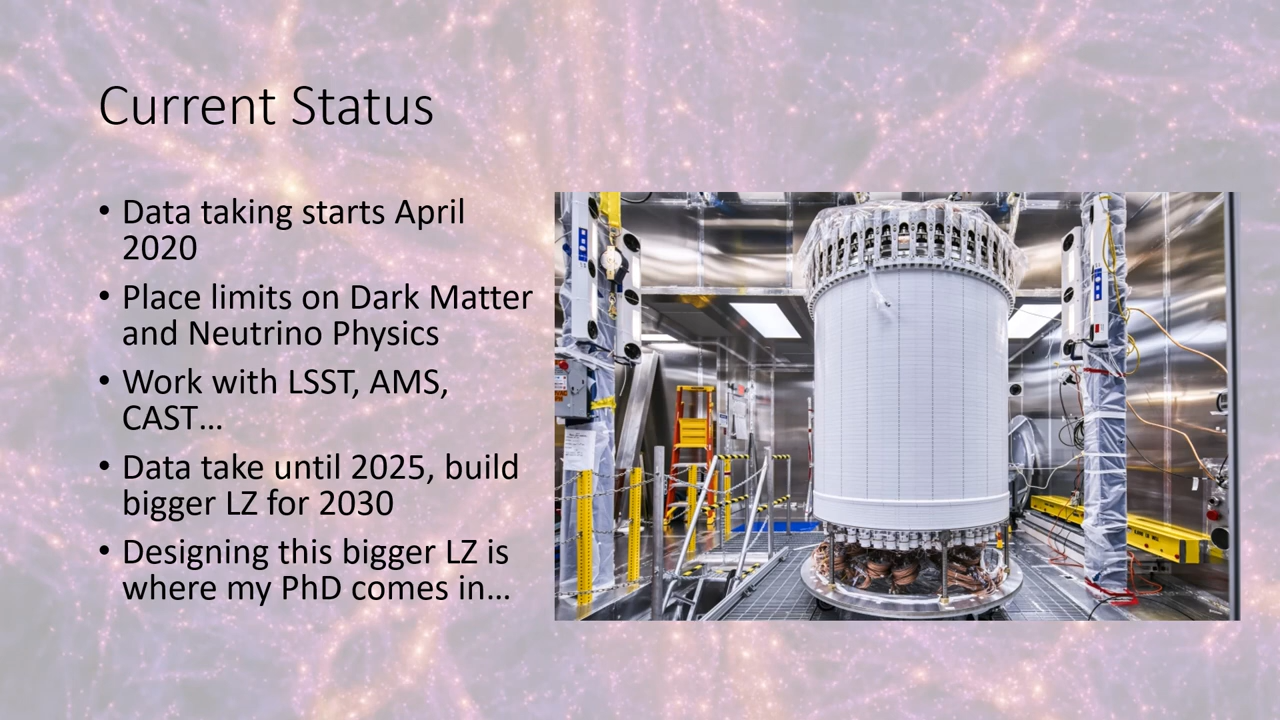 Current Status
• Data taking starts April
2020
• Place limits on Dark Matter
and Neutrino Physics
• Work with LSST, AMS,
CAST…
• Data take until 2025, build
bigger LZ for 2030
• Designing this bigger LZ is
where my PhD comes in…